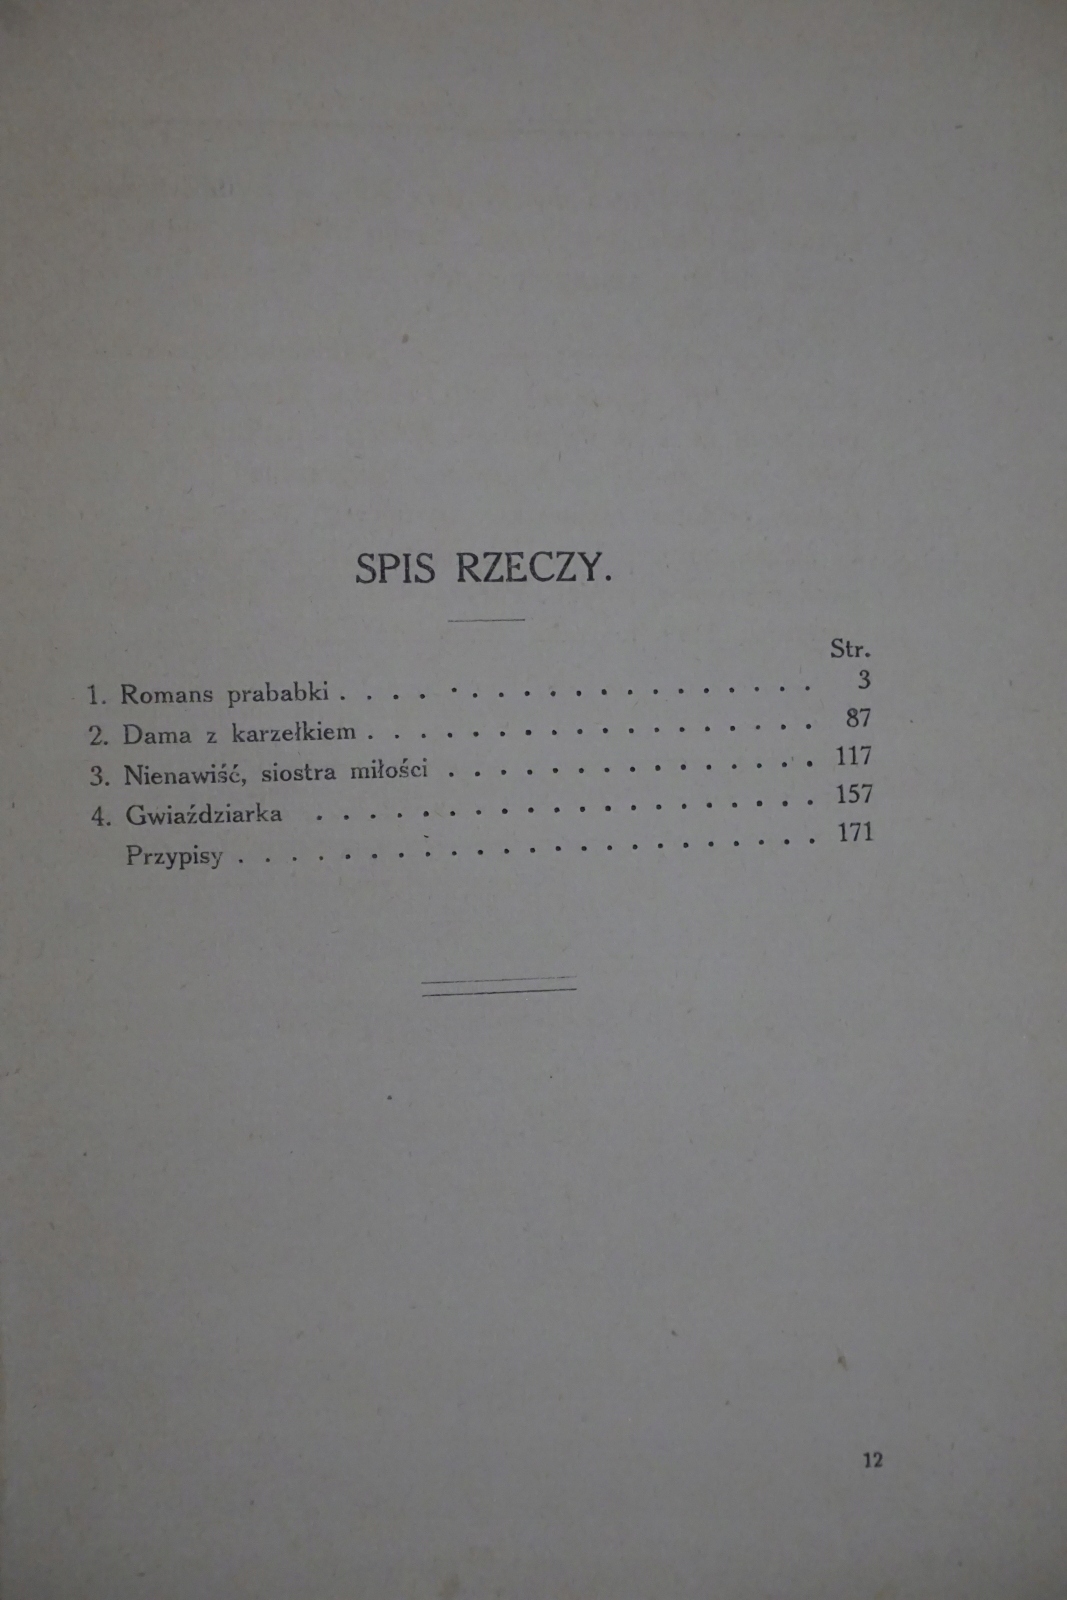 SPIS RZECZY.
Str.
1. Romans prababki . . . . . . . . . . . . . . . . . . . 3
2. Dama z karzełkiem . . . . . . . . . . . . . . . . . . 87
3. Nienawiść, siostra miłości . . . . . . . . . . . . . . . 117
4. Gwiaździarka . . . . . . . . . . . . . . . . . . . . 157
Przypisy . . . . . . . . . . . . . . . . . . . . . . . 171
12